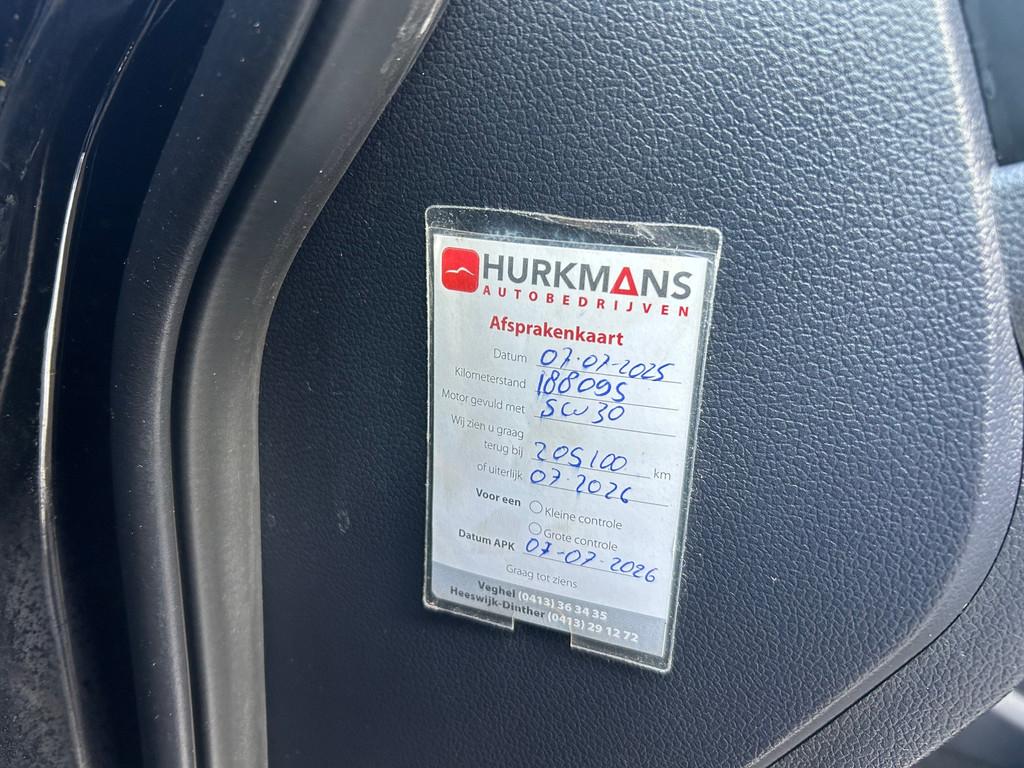 HURKMANS
AUTOBEDRIJVEN
Afsprakenkaart
Datum 07-07-2025
Kilometerstand 188095
Motor gevuld met 5W30
Wij zien u graag
terug bij 205100 km
of uiterlijk 07-2026
Voor een Kleine controle
Grote controle
Datum APK 07-07-2026
Graag tot ziens
Veghel (0413) 36 34 35
Heeswijk-Dinther (0413) 29 12 72